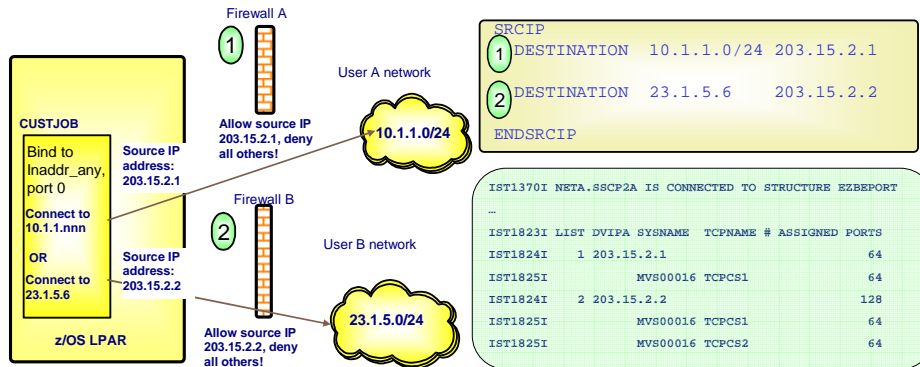 Firewall A
1
User A network
Allow source IP
203.15.2.1, deny
all others!
10.1.1.0/24
CUSTJOB
Bind to
Inaddr_any,
port 0
Connect to
10.1.1.nnn
OR
Connect to
23.1.5.6
z/OS LPAR
Source IP
address:
203.15.2.1
Source IP
address:
203.15.2.2
Firewall B
2
User B network
Allow source IP
203.15.2.2, deny
all others!
23.1.5.0/24
SRCIP
1 DESTINATION 10.1.1.0/24 203.15.2.1
2 DESTINATION 23.1.5.6 203.15.2.2
ENDSRCIP
IST1370I NETA.SSCP2A IS CONNECTED TO STRUCTURE EZBEPORT
…
IST1823I LIST DVIPA SYSNAME TCPNAME # ASSIGNED PORTS
IST1824I 1 203.15.2.1 64
IST1825I MVS00016 TCPCS1 64
IST1824I 2 203.15.2.2 128
IST1825I MVS00016 TCPCS1 64
IST1825I MVS00016 TCPCS2 64